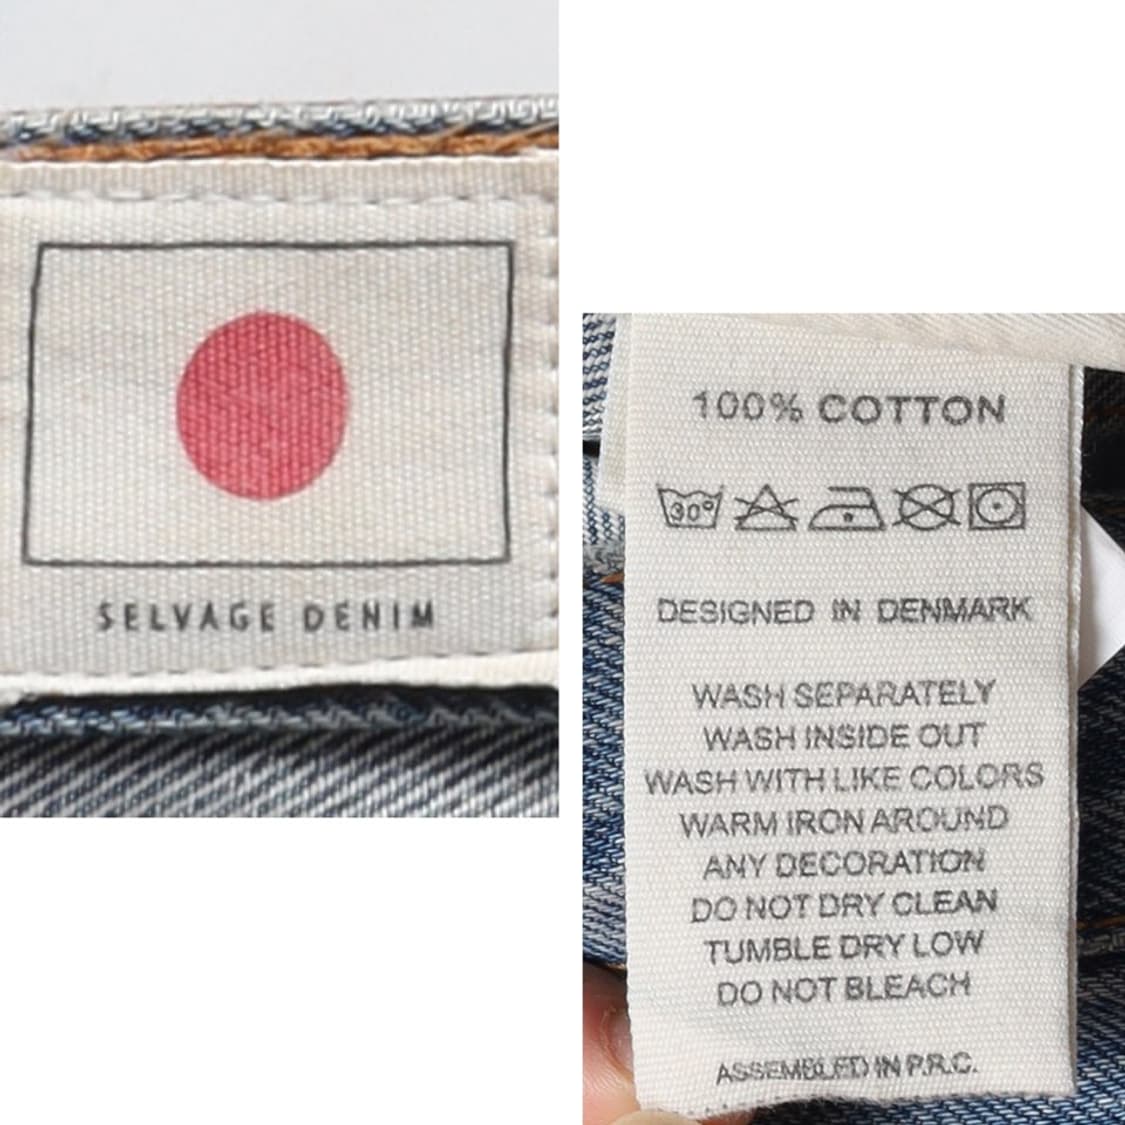 SELVAGE DENIM
100% COTTON
30°
DESIGNED IN DENMARK
WASH SEPARATELY
WASH INSIDE OUT
WASH WITH LIKE COLORS
WARM IRON AROUND
ANY DECORATION
DO NOT DRY CLEAN
TUMBLE DRY LOW
DO NOT BLEACH
ASSEMBLED IN P.R.C.